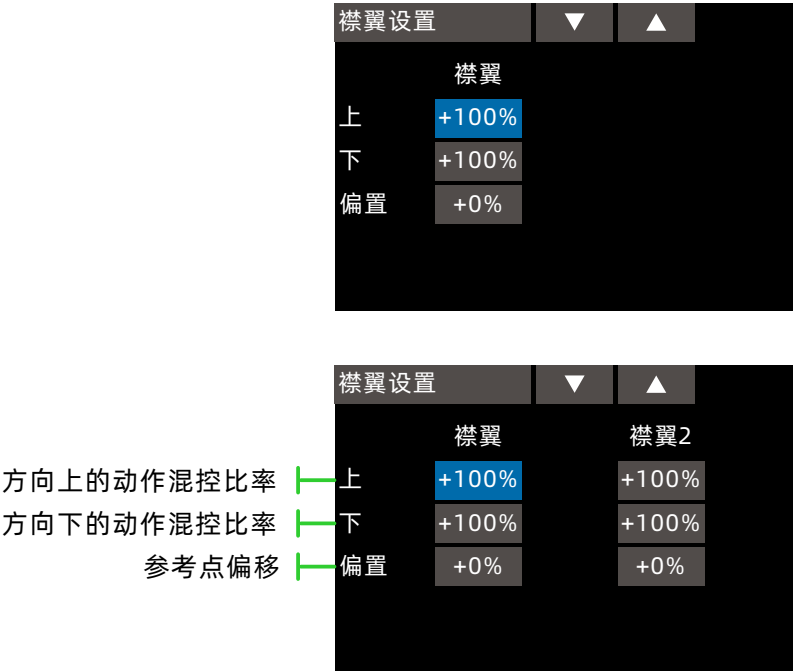 襟翼设置 ▼ ▲
襟翼
上 +100%
下 +100%
偏置 +0%
襟翼设置 ▼ ▲
襟翼 襟翼2
方向上的动作混控比率 上 +100% +100%
方向下的动作混控比率 下 +100% +100%
参考点偏移 偏置 +0% +0%